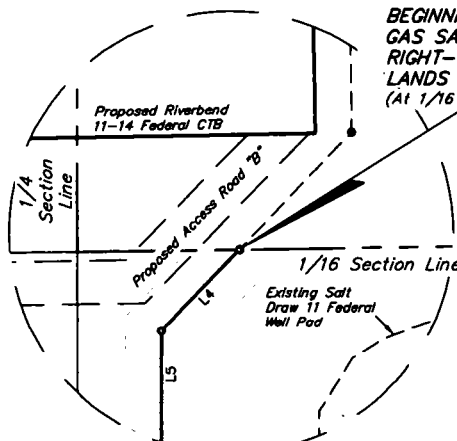 BEGINN
GAS SA
RIGHT-
LANDS
(At 1/16
Proposed Riverbend
11-14 Federal CTB
1/4
Section
Line
Proposed Access Road "B"
1/16 Section Line
L4
Existing Salt
Draw 11 Federal
Well Pad
L5